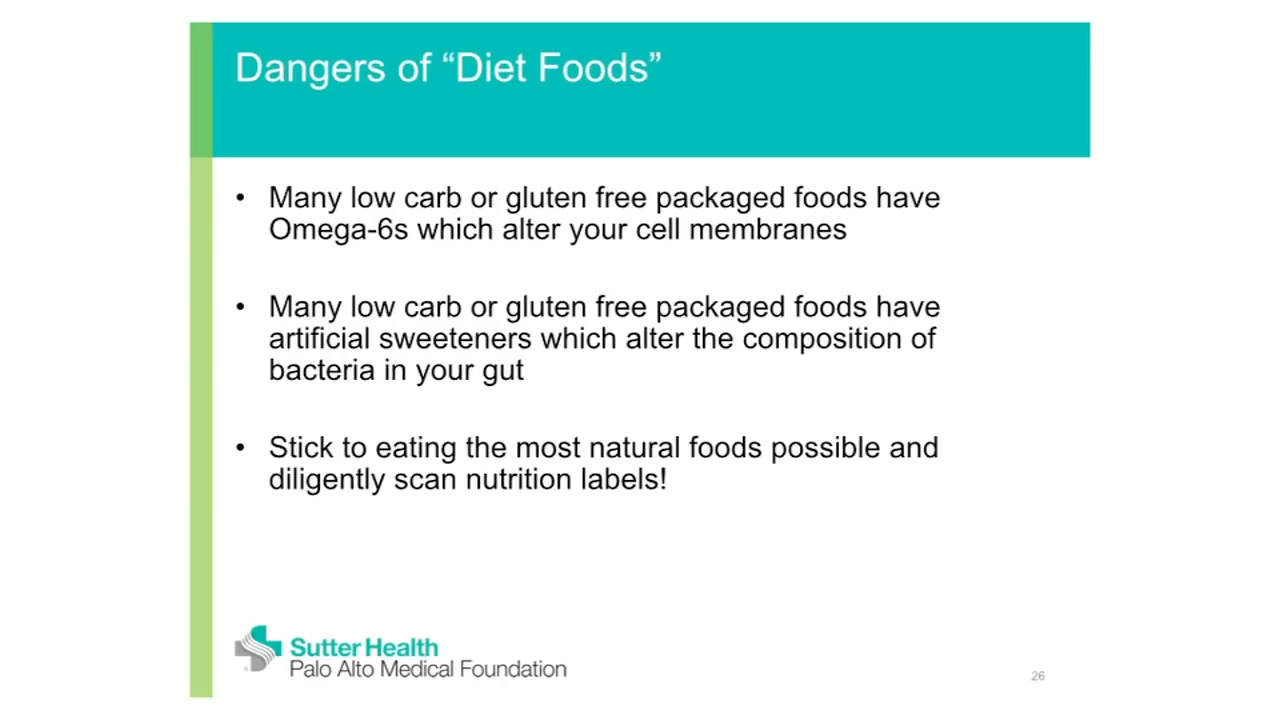 Dangers of “Diet Foods”
• Many low carb or gluten free packaged foods have
Omega-6s which alter your cell membranes
• Many low carb or gluten free packaged foods have
artificial sweeteners which alter the composition of
bacteria in your gut
• Stick to eating the most natural foods possible and
diligently scan nutrition labels!
Sutter Health
Palo Alto Medical Foundation
26